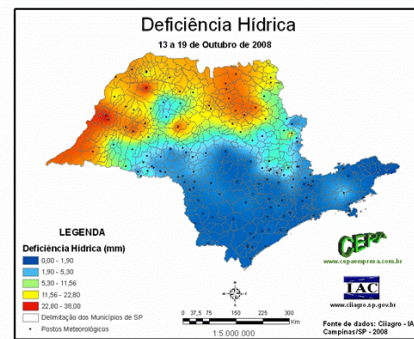 Deficiência Hídrica
13 a 19 de Outubro de 2008
LEGENDA
Deficiência Hídrica (mm)
0,00 - 1,90
1,90 - 5,30
5,30 - 11,56
11,56 - 22,80
22,80 - 38,00
Delimitação dos Municípios de SP
Postos Meteorológicos
0 37,5 75 150 225 300
Km
1:5.000.000
CEPA
www.cepaempresa.com.br
IAC
www.ciiagro.sp.gov.br
Fonte de dados: Ciiagro - IA
Campinas/SP - 2008